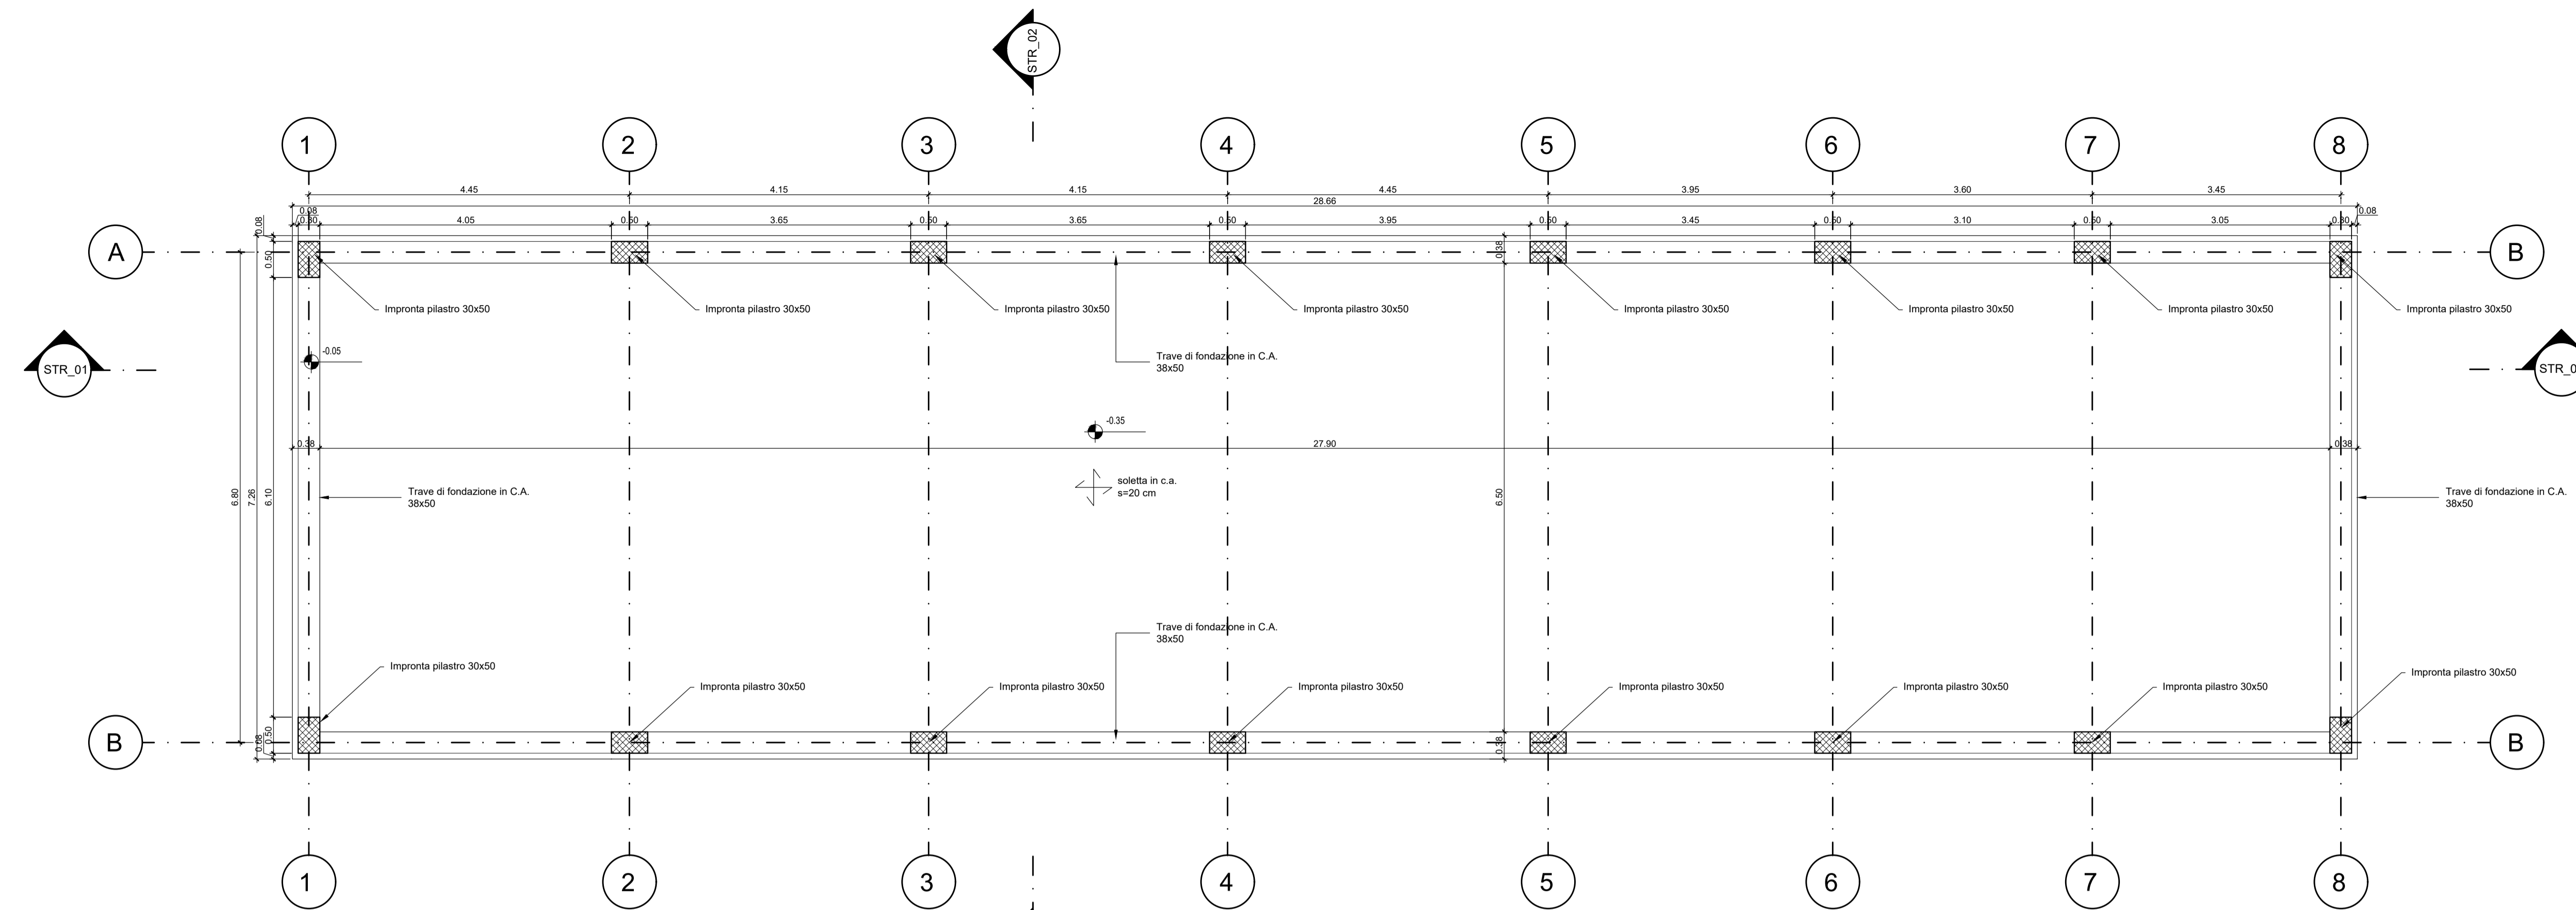 STR_02
1 2 3 4 5 6 7 8
4.45 4.15 4.15 4.45 3.95 3.60 3.45
28.66
0.08
0.08 0.30 4.05 0.50 3.65 0.50 3.65 0.50 3.95 0.50 3.45 0.50 3.10 0.50 3.05 0.30 0.08
A B
0.50
0.38
Impronta pilastro 30x50 Impronta pilastro 30x50 Impronta pilastro 30x50 Impronta pilastro 30x50 Impronta pilastro 30x50 Impronta pilastro 30x50 Impronta pilastro 30x50 Impronta pilastro 30x50
-0.05
Trave di fondazione in C.A.
38x50
STR_01 STR_0
-0.35
0.38 27.90 0.38
soletta in c.a.
s=20 cm
6.80 7.26 6.10
Trave di fondazione in C.A.
38x50
6.50
Trave di fondazione in C.A.
38x50
Trave di fondazione in C.A.
38x50
Impronta pilastro 30x50 Impronta pilastro 30x50
Impronta pilastro 30x50 Impronta pilastro 30x50 Impronta pilastro 30x50 Impronta pilastro 30x50 Impronta pilastro 30x50 Impronta pilastro 30x50
0.08 0.50
0.38
B B
1 2 3 4 5 6 7 8